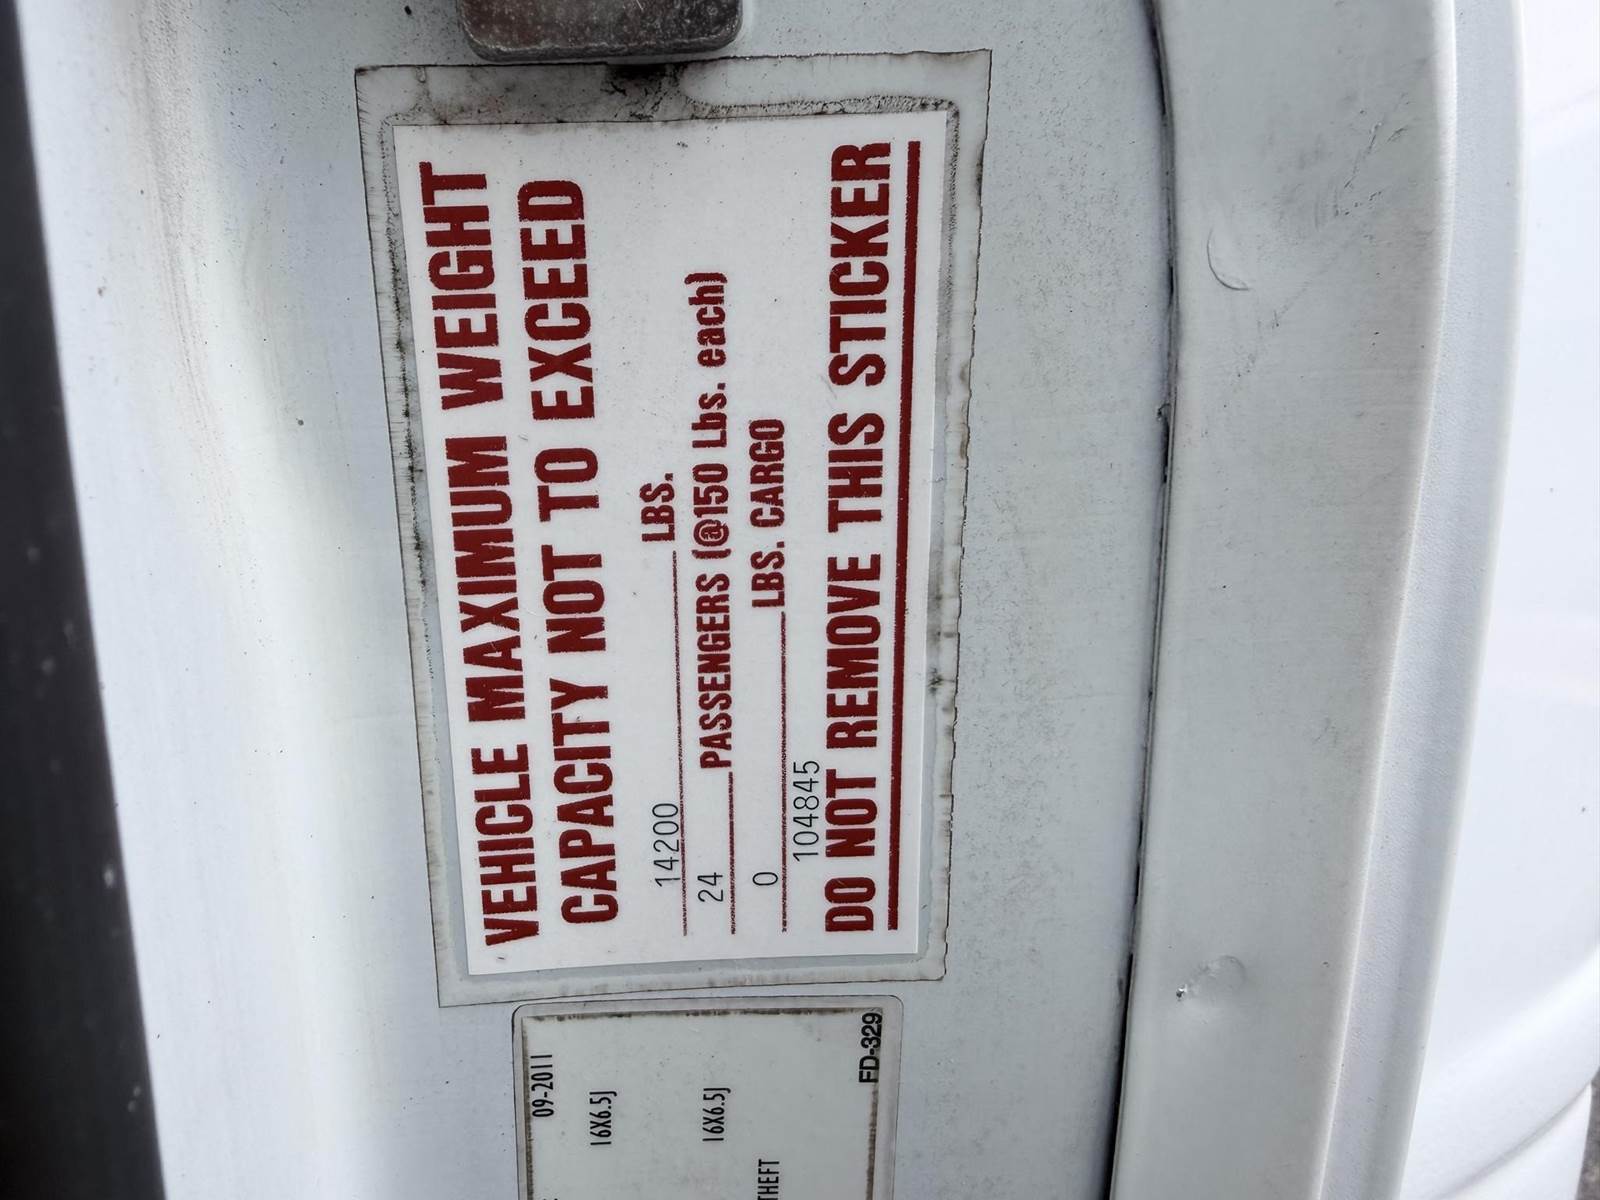 VEHICLE MAXIMUM WEIGHT
CAPACITY NOT TO EXCEED
14200 LBS.
24 PASSENGERS (@150 Lbs. each)
0 LBS. CARGO
104845
DO NOT REMOVE THIS STICKER
09-2011
16X6.5J
16X6.5J
THEFT
FD-329